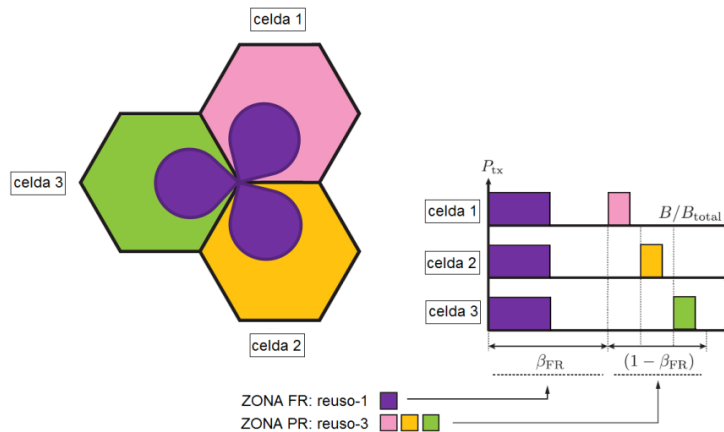 celda 1
celda 3
celda 2
P_tx
celda 1
B/B_total
celda 2
celda 3
β_FR
(1 − β_FR)
ZONA FR: reuso-1
ZONA PR: reuso-3